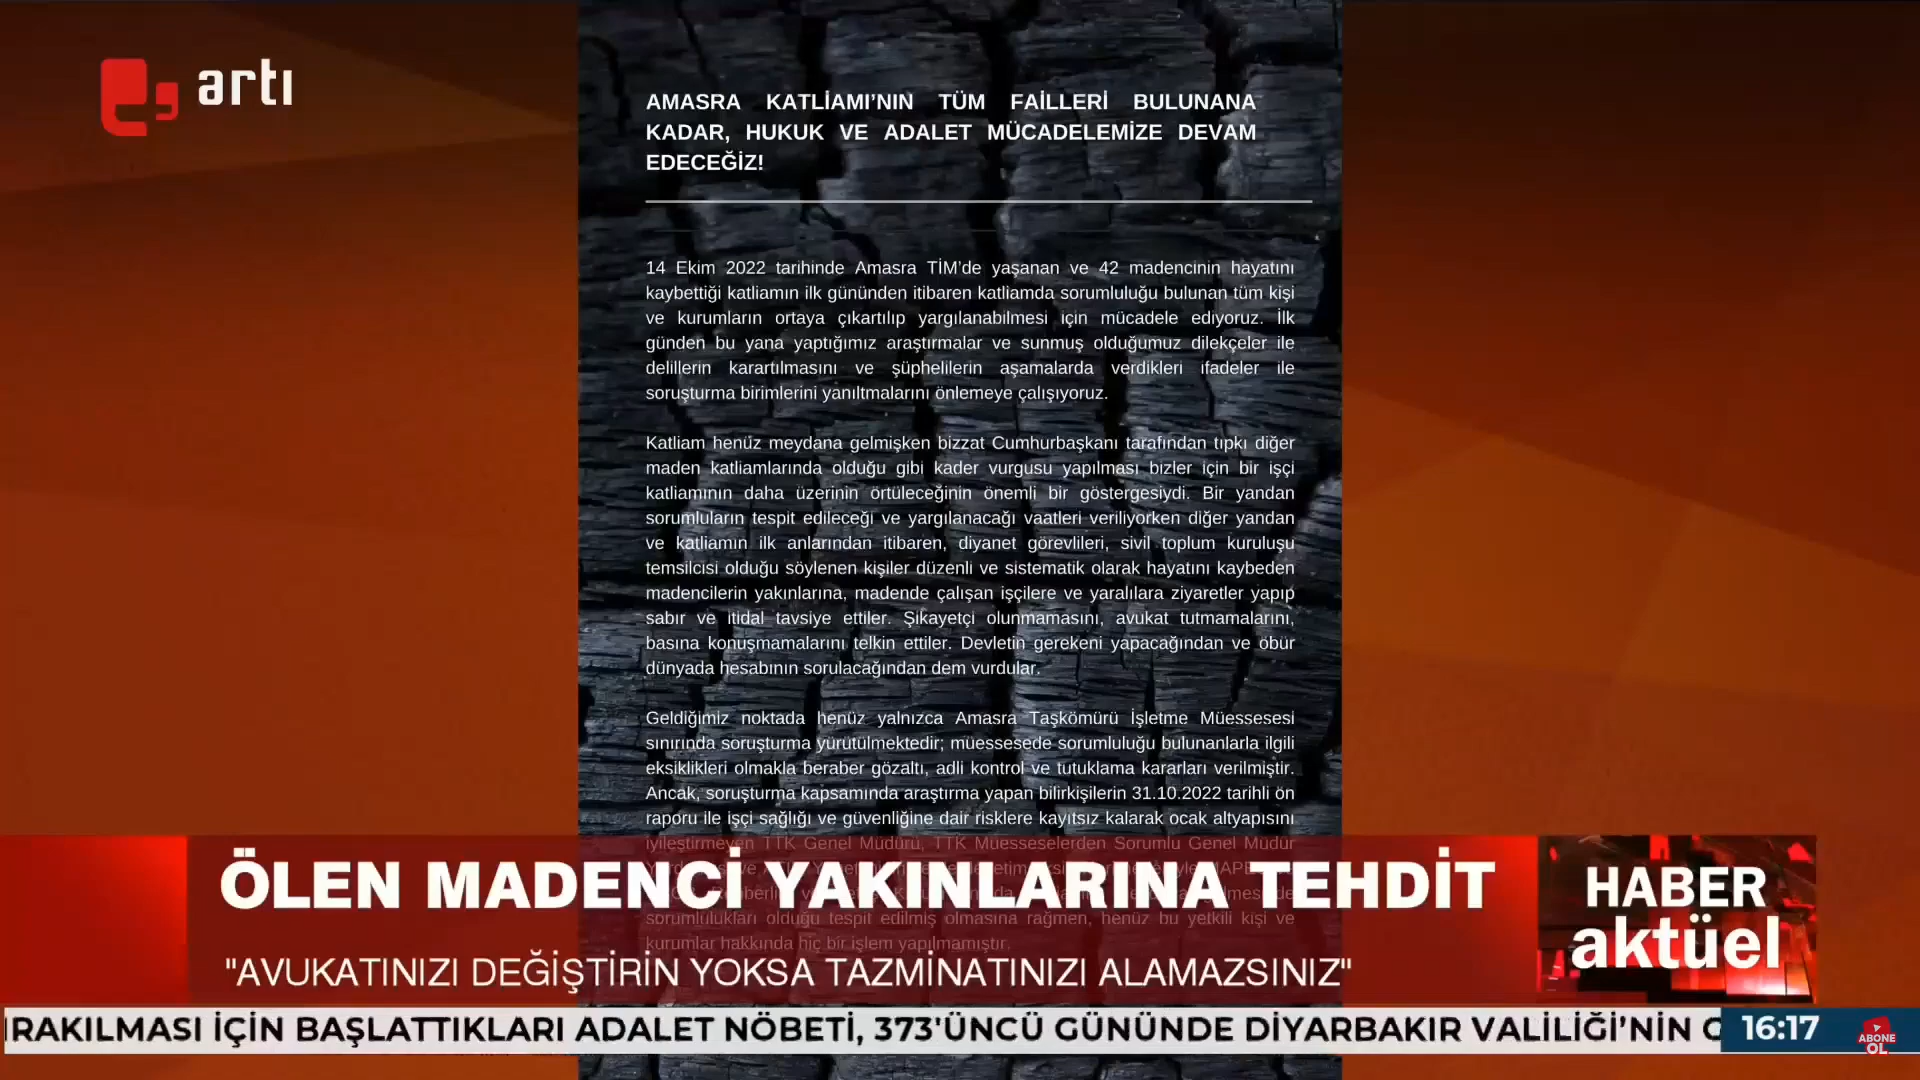 artı
AMASRA KATLİAMI'NIN TÜM FAİLLERİ BULUNANA
KADAR, HUKUK VE ADALET MÜCADELEMİZE DEVAM
EDECEĞİZ!
14 Ekim 2022 tarihinde Amasra TİM'de yaşanan ve 42 madencinin hayatını
kaybettiği katliamın ilk gününden itibaren katliamda sorumluluğu bulunan tüm kişi
ve kurumların ortaya çıkartılıp yargılanabilmesi için mücadele ediyoruz. İlk
günden bu yana yaptığımız araştırmalar ve sunmuş olduğumuz dilekçeler ile
delillerin karartılmasını ve şüphelilerin aşamalarda verdikleri ifadeler ile
soruşturma birimlerini yanıltmalarını önlemeye çalışıyoruz.
Katliam henüz meydana gelmişken bizzat Cumhurbaşkanı tarafından tıpkı diğer
maden katliamlarında olduğu gibi kader vurgusu yapılması bizler için bir işçi
katliamının daha üzerinin örtüleceğinin önemli bir göstergesiydi. Bir yandan
sorumluların tespit edileceği ve yargılanacağı vaatleri veriliyorken diğer yandan
ve katliamın ilk anlarından itibaren, diyanet görevlileri, sivil toplum kuruluşu
temsilcisi olduğu söylenen kişiler düzenli ve sistematik olarak hayatını kaybeden
madencilerin yakınlarına, madende çalışan işçilere ve yaralılara ziyaretler yapıp
sabır ve itidal tavsiye ettiler. Şikayetçi olunmamasını, avukat tutmamalarını,
basına konuşmamalarını telkin ettiler. Devletin gerekeni yapacağından ve öbür
dünyada hesabının sorulacağından dem vurdular.
Geldiğimiz noktada henüz yalnızca Amasra Taşkömürü İşletme Müessesesi
sınırında soruşturma yürütülmektedir; müessesede sorumluluğu bulunanlarla ilgili
eksiklikleri olmakla beraber gözaltı, adli kontrol ve tutuklama kararları verilmiştir.
Ancak, soruşturma kapsamında araştırma yapan bilirkişilerin 31.10.2022 tarihli ön
raporu ile işçi sağlığı ve güvenliğine dair risklere kayıtsız kalarak ocak altyapısını
iyileştirmeyen TTK Genel Müdürü, TTK Müesseselerden Sorumlu Genel Müdür
sorumlulukları olduğu tespit edilmiş olmasına rağmen, henüz bu yetkili kişi ve
kurumlar hakkında hiç bir işlem yapılmamıştır.
ÖLEN MADENCİ YAKINLARINA TEHDİT
"AVUKATINIZI DEĞİŞTİRİN YOKSA TAZMİNATINIZI ALAMAZSINIZ"
HABER
aktüel
IRAKILMASI İÇİN BAŞLATTIKLARI ADALET NÖBETİ, 373'ÜNCÜ GÜNÜNDE DİYARBAKIR VALİLİĞİ'NİN
16:17
ABONE
OL